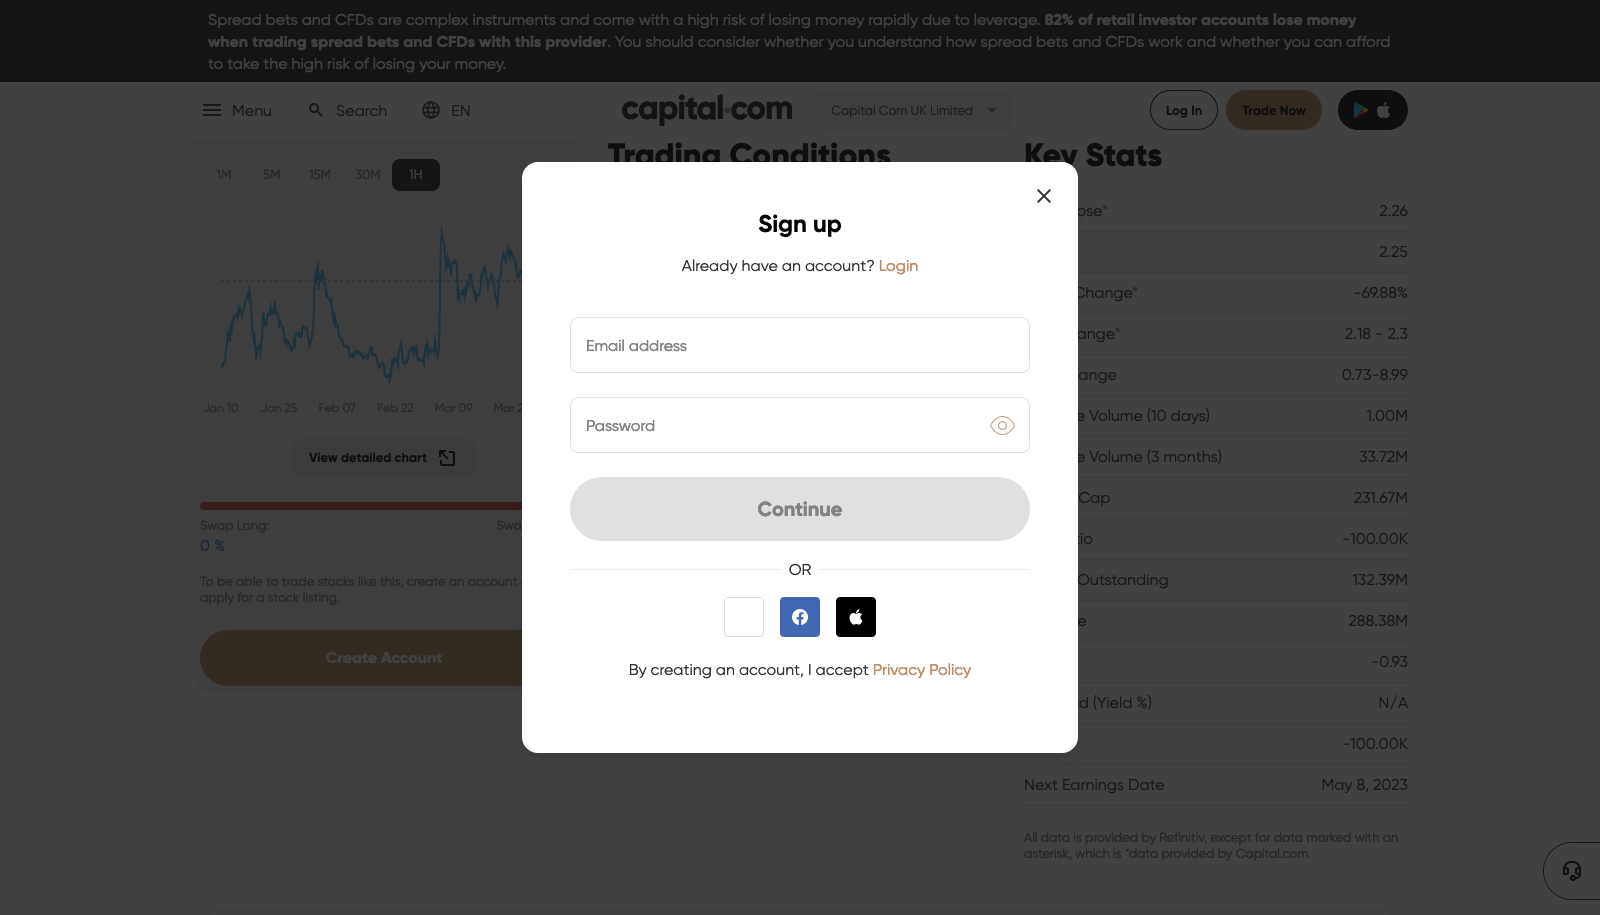 Spread bets and CFDs are complex instruments and come with a high risk of losing money rapidly due to leverage. 82% of retail investor accounts lose money
when trading spread bets and CFDs with this provider. You should consider whether you understand how spread bets and CFDs work and whether you can afford
to take the high risk of losing your money.
Menu
Search
EN
capital.com
Capital Com UK Limited
Log In
Trade Now
1M 5M 15M 30M 1H
Jan 10 Jan 25 Feb 07 Feb 22 Mar 09 Mar
View detailed chart
Swap Long:
0 %
To be able to trade stocks like this, create an account
apply for a stock listing.
Create Account
Trading Conditions
Sign up
Already have an account? Login
Email address
Password
Continue
OR
By creating an account, I accept Privacy Policy
Key Stats
2.26
2.25
Change* -69.88%
2.18 - 2.3
0.73-8.99
Volume (10 days) 1.00M
Volume (3 months) 33.72M
Cap 231.67M
-100.00K
Outstanding 132.39M
288.38M
-0.93
(Yield %) N/A
-100.00K
Next Earnings Date May 8, 2023
All data is provided by Refinitiv, except for data marked with an
asterisk, which is *data provided by Capital.com